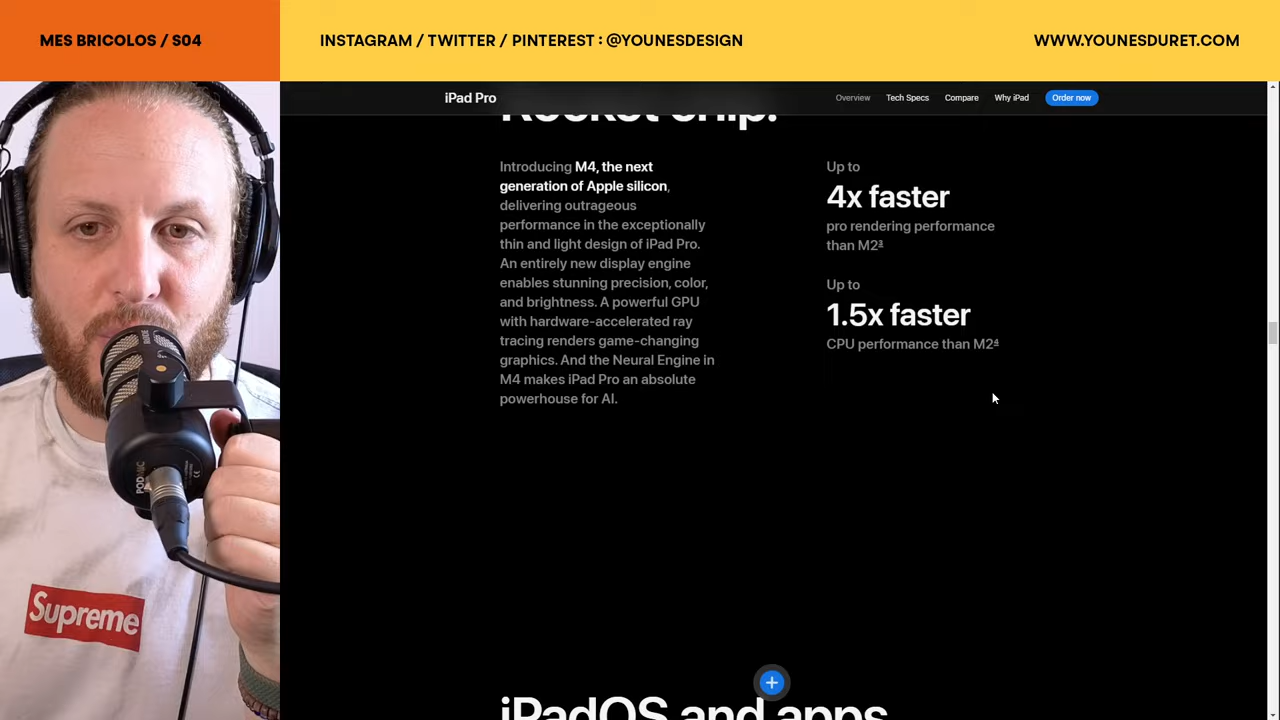 MES BRICOLOS / S04
INSTAGRAM / TWITTER / PINTEREST : @YOUNESDESIGN
WWW.YOUNESDURET.COM
iPad Pro
Overview
Tech Specs
Compare
Why iPad
Order now
Rocket chip.
Introducing M4, the next
generation of Apple silicon,
delivering outrageous
performance in the exceptionally
thin and light design of iPad Pro.
An entirely new display engine
enables stunning precision, color,
and brightness. A powerful GPU
with hardware-accelerated ray
tracing renders game-changing
graphics. And the Neural Engine in
M4 makes iPad Pro an absolute
powerhouse for AI.
Up to
4x faster
pro rendering performance
than M2³
Up to
1.5x faster
CPU performance than M2⁴
RØDE
PODMIC
Supreme
iPadOS and apps